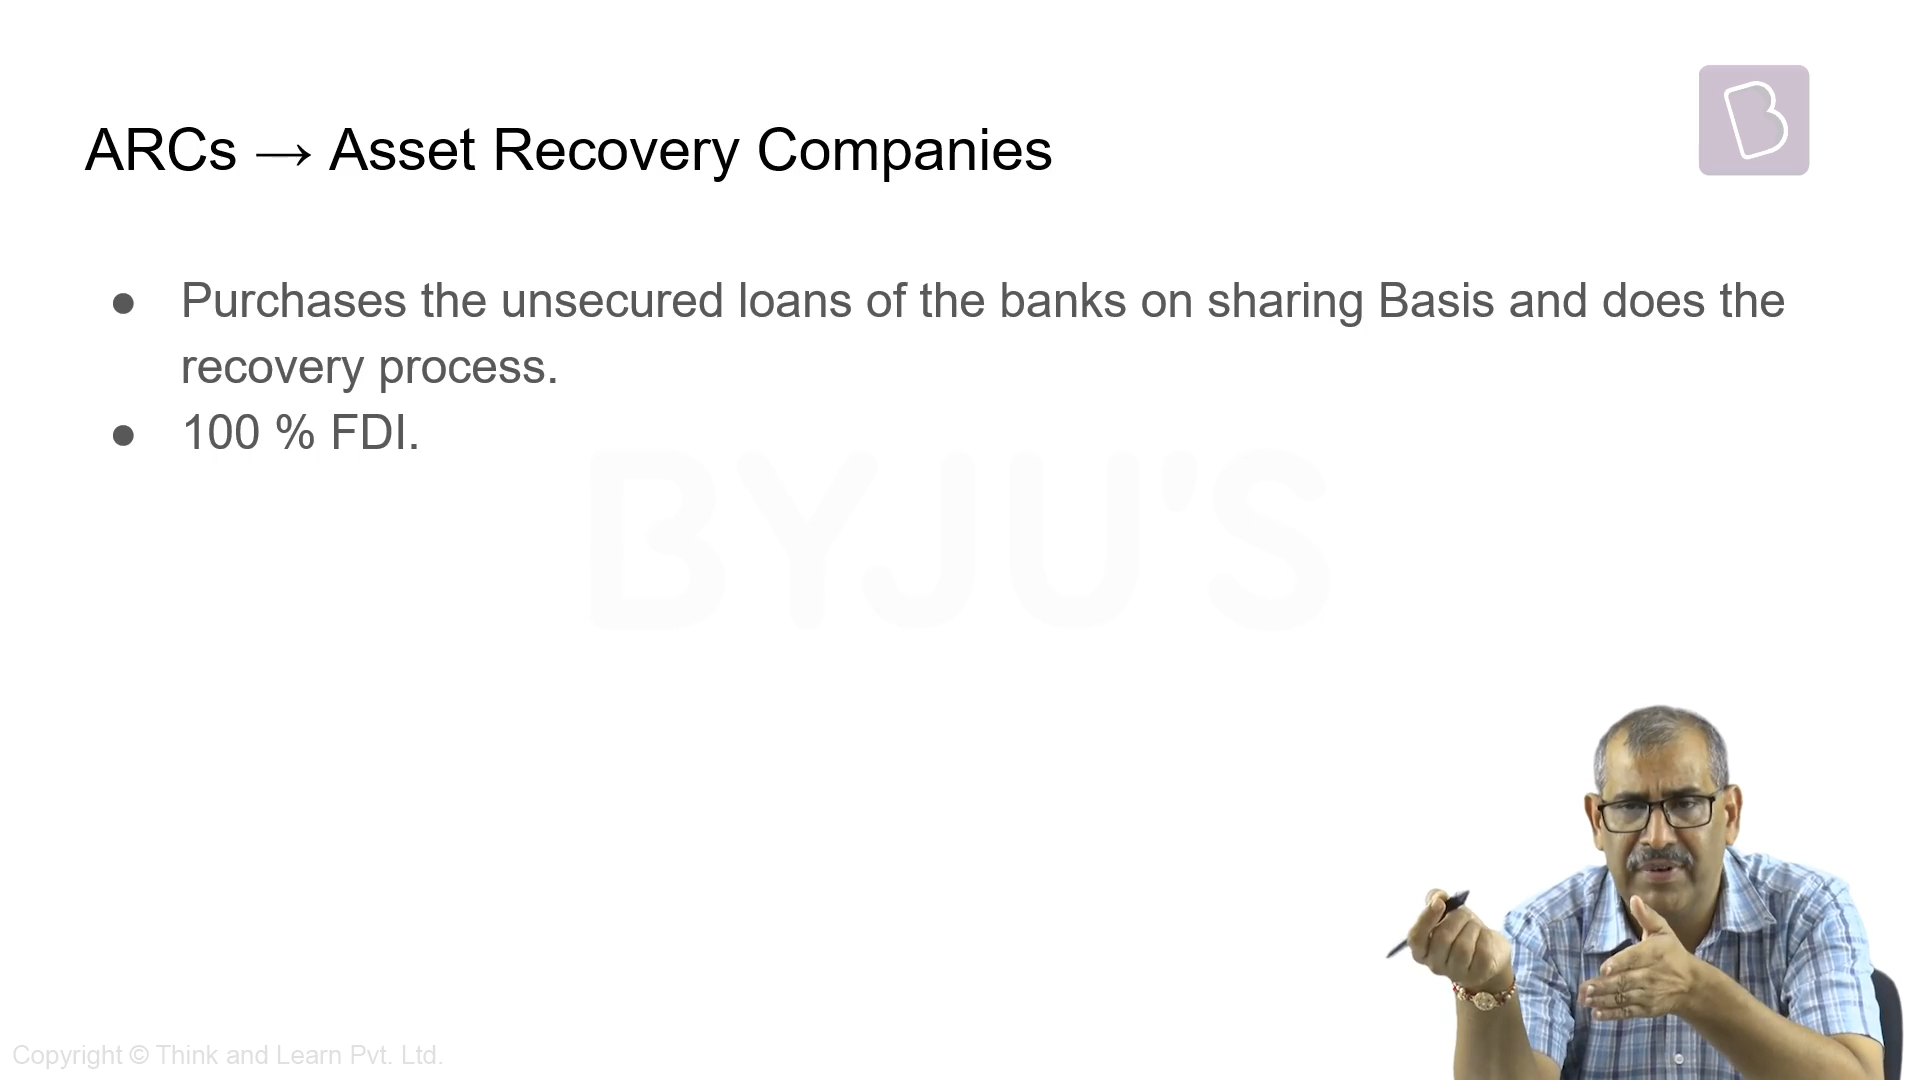 ARCs → Asset Recovery Companies
● Purchases the unsecured loans of the banks on sharing Basis and does the
recovery process.
● 100 % FDI.
BYJU'S
Copyright © Think and Learn Pvt. Ltd.